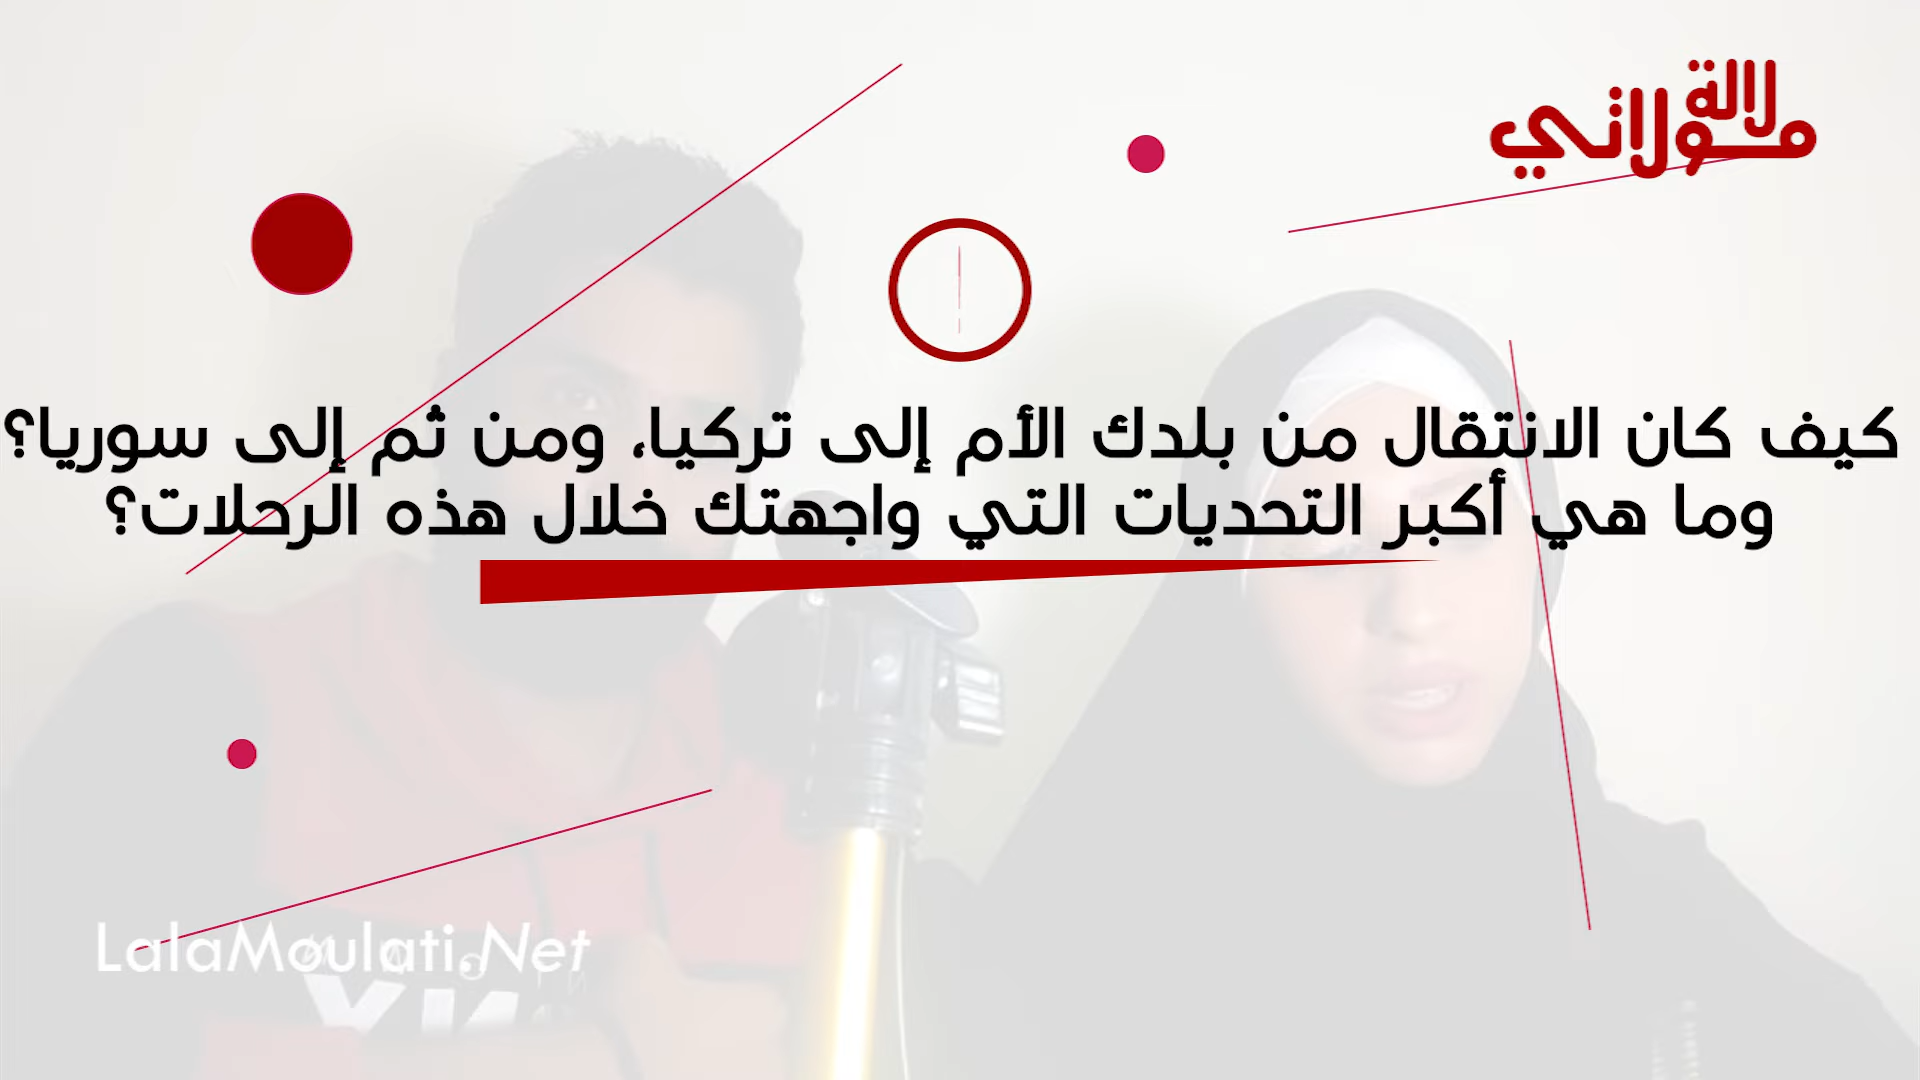 لالة
مولاتي
كيف كان الانتقال من بلدك الأم إلى تركيا، ومن ثم إلى سوريا؟
وما هي أكبر التحديات التي واجهتك خلال هذه الرحلات؟
LalaMoulati.Net